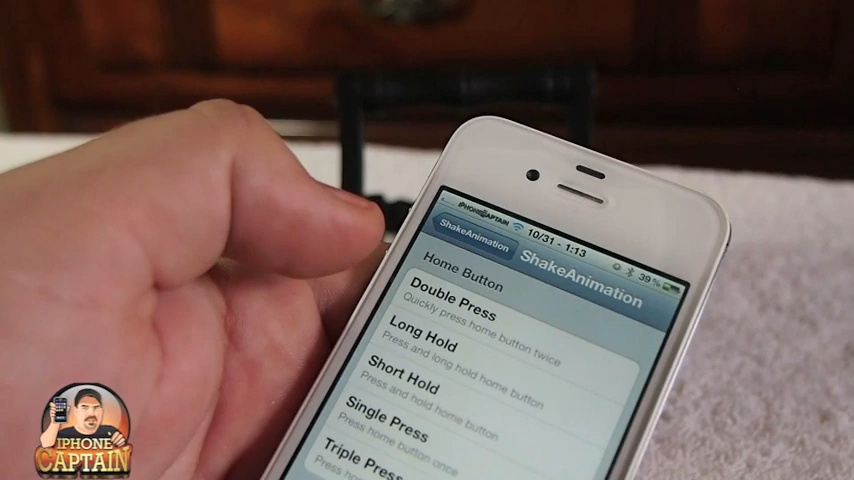 iPHONECAPTAIN 10/31 - 1:13 39%
ShakeAnimation ShakeAnimation
Home Button
Double Press
Quickly press home button twice
Long Hold
Press and long hold home button
Short Hold
Press and hold home button
Single Press
Press home button once
Triple Press
Press
IPHONE
CAPTAIN